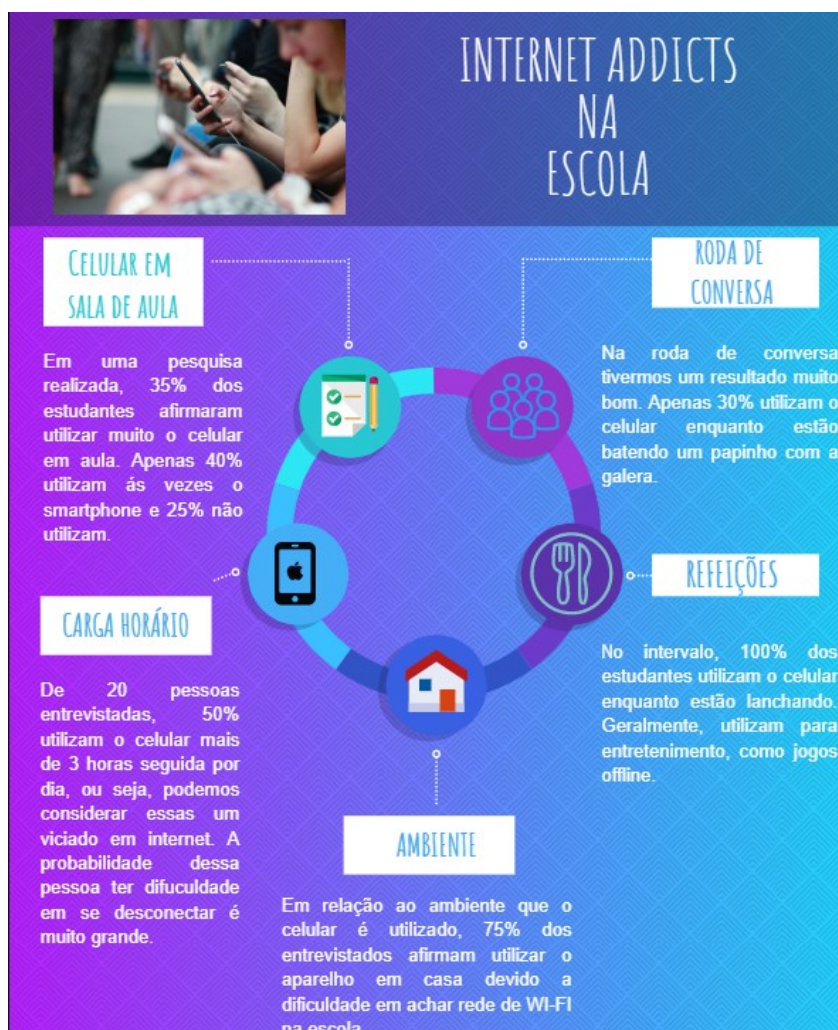 INTERNET ADDICTS
NA
ESCOLA
CELULAR EM
SALA DE AULA
Em uma pesquisa
realizada, 35% dos
estudantes afirmaram
utilizar muito o celular
em aula. Apenas 40%
utilizam ás vezes o
smartphone e 25% não
utilizam.
RODA DE
CONVERSA
Na roda de conversa
tivermos um resultado muito
bom. Apenas 30% utilizam o
celular enquanto estão
batendo um papinho com a
galera.
CARGA HORÁRIO
De 20 pessoas
entrevistadas, 50%
utilizam o celular mais
de 3 horas seguida por
dia, ou seja, podemos
considerar essas um
viciado em internet. A
probabilidade dessa
pessoa ter difuculdade
em se desconectar é
muito grande.
REFEIÇÕES
No intervalo, 100% dos
estudantes utilizam o celular
enquanto estão lanchando.
Geralmente, utilizam para
entretenimento, como jogos
offline.
AMBIENTE
Em relação ao ambiente que o
celular é utilizado, 75% dos
entrevistados afirmam utilizar o
aparelho em casa devido a
dificuldade em achar rede de WI-FI
na escola